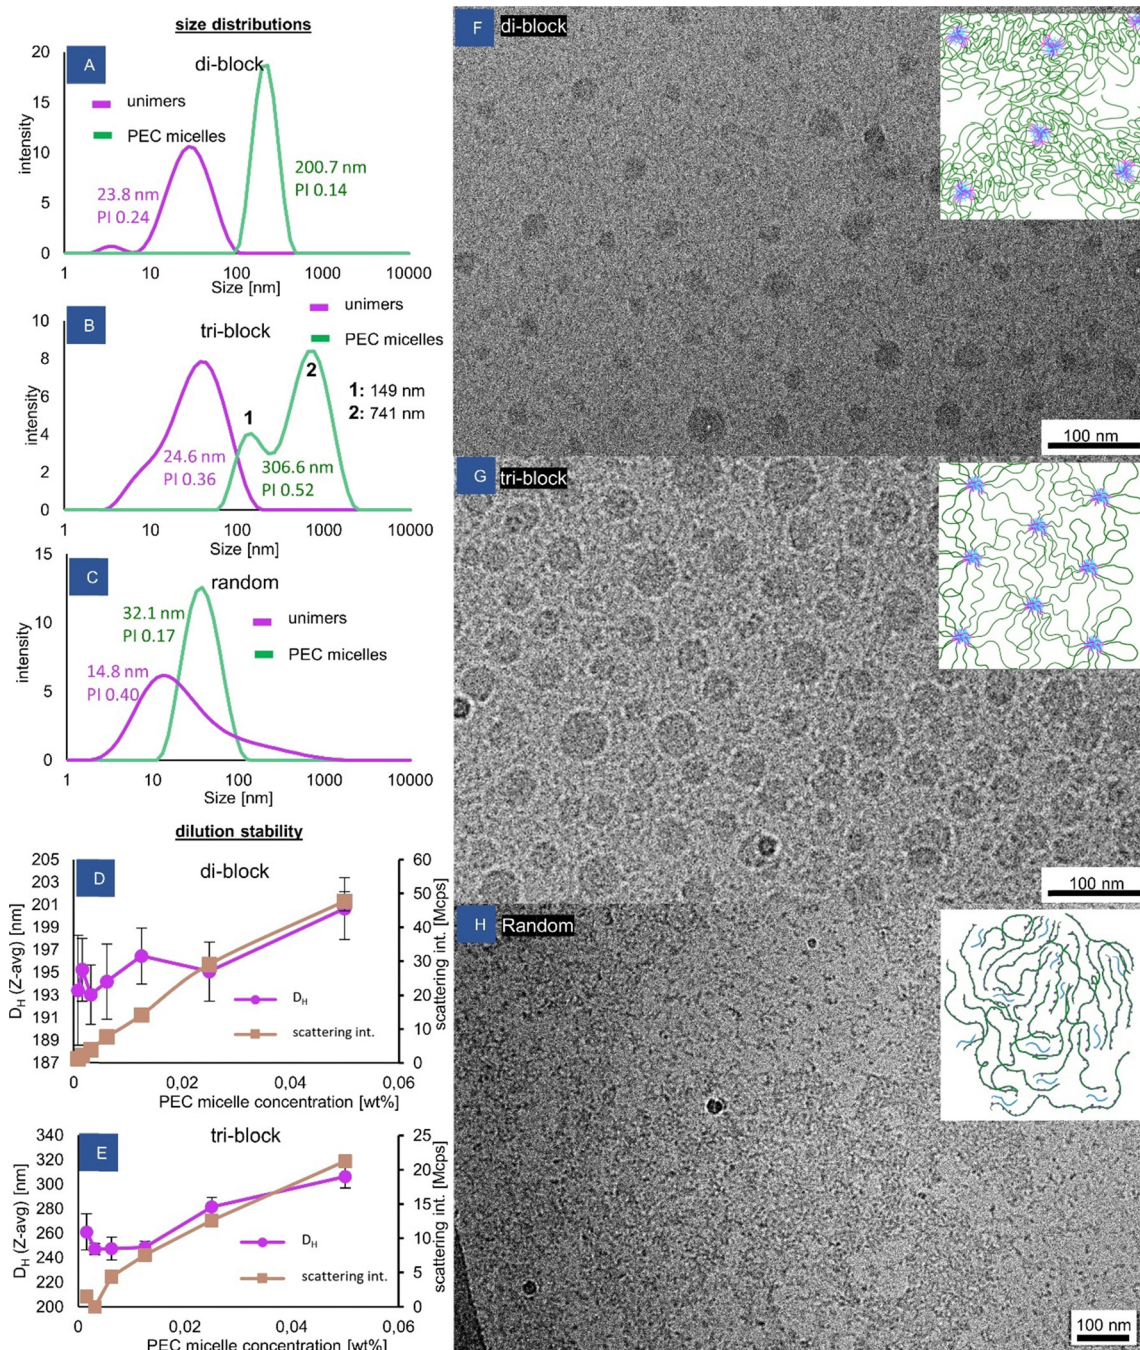 size distributions
A
di-block
unimers
PEC micelles
intensity
20
15
10
5
0
23.8 nm
PI 0.24
200.7 nm
PI 0.14
1
10
100
1000
10000
Size [nm]
B
tri-block
unimers
PEC micelles
intensity
10
8
6
4
2
0
1
2
1: 149 nm
2: 741 nm
24.6 nm
PI 0.36
306.6 nm
PI 0.52
1
10
100
1000
10000
Size [nm]
C
random
unimers
PEC micelles
intensity
15
10
5
0
32.1 nm
PI 0.17
14.8 nm
PI 0.40
1
10
100
1000
10000
Size [nm]
dilution stability
D
di-block
D_H (Z-avg) [nm]
205
203
201
199
197
195
193
191
189
187
60
50
40
30
20
10
0
scattering int. [Mcps]
D_H
scattering int.
0
0,02
0,04
0,06
PEC micelle concentration [wt%]
E
tri-block
D_H (Z-avg) [nm]
340
320
300
280
260
240
220
200
25
20
15
10
5
0
scattering int. [Mcps]
D_H
scattering int.
0
0,02
0,04
0,06
PEC micelle concentration [wt%]
F
di-block
100 nm
G
tri-block
100 nm
H
Random
100 nm